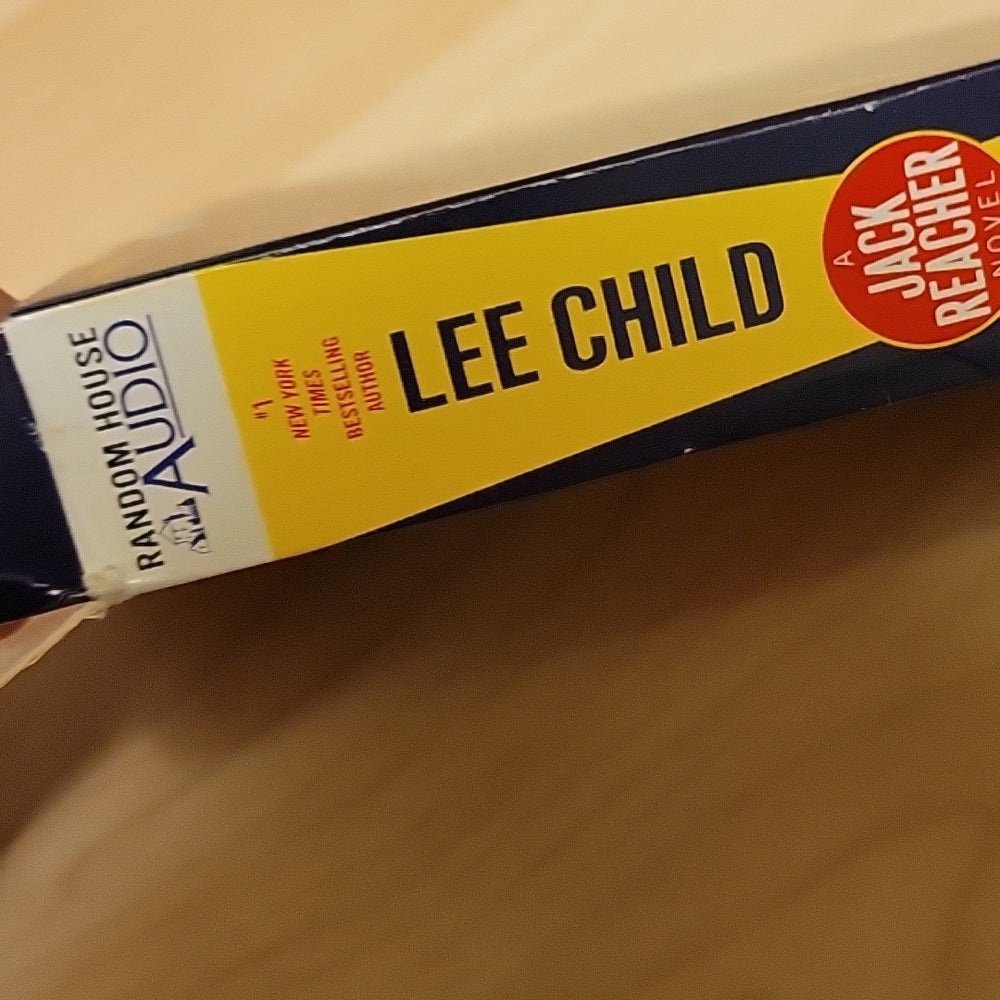 RANDOM HOUSE
AUDIO
#1
NEW YORK
TIMES
BESTSELLING
AUTHOR
LEE CHILD
A
JACK
REACHER
NOVEL